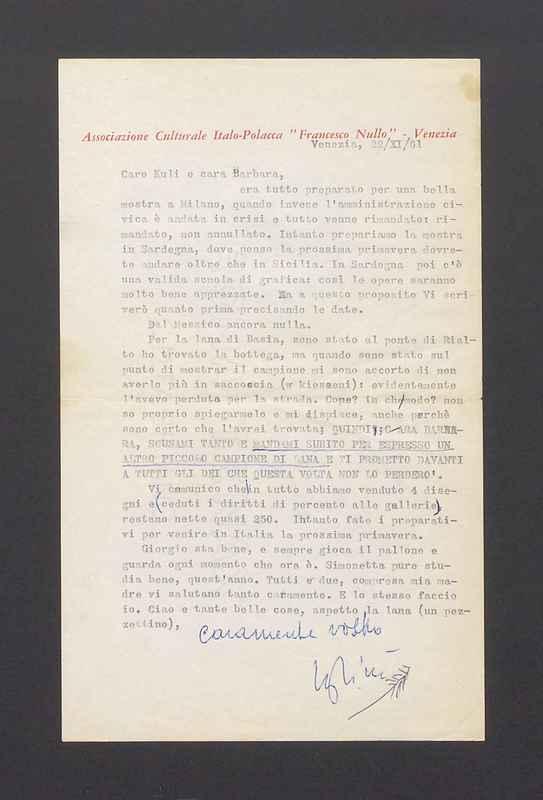 Associazione Culturale Italo-Polacca "Francesco Nullo" - Venezia
Venezia, 22/XI/61
Caro Kuli e cara Barbara,
era tutto preparato per una bella
mostra a Milano, quando invece l'amministrazione ci-
vica è andata in crisi e tutto venne rimandato: ri-
mandato, non annullato. Intanto prepariamo la mostra
in Sardegna, dove penso la prossima primavera dovre-
te andare oltre che in Sicilia. In Sardegna poi c'è
una valida scuola di grafica: così le opere saranno
molto bene apprezzate. Ma a questo proposito Vi scri-
verò quanto prima precisando le date.
Dal Messico ancora nulla.
Per la lana di Basia, sono stato al ponte di Rial-
to ho trovato la bottega, ma quando sono stato sul
punto di mostrar il campione mi sono accorto di non
averlo più in saccoccia (w kieszeni): evidentemente
l'avevo perduto per la strada. Come? In che modo? non
so proprio spiegarmelo e mi dispiace, anche perchè
sono certo che l'avrei trovata; QUINDI, CARA BARBA-
RA, SCUSAMI TANTO E MANDAMI SUBITO PER ESPRESSO UN
ALTRO PICCOLO CAMPIONE DI LANA E TI PROMETTO DAVANTI
A TUTTI GLI DEI CHE QUESTA VOLTA NON LO PERDERO'.
Vi comunico che in tutto abbiamo venduto 4 dise-
gni e (ceduti i diritti di percento alle gallerie)
restano nette quasi 250. Ihtanto fate i preparati-
vi per venire in Italia la prossima primavera.
Giorgio sta bene, e sempre gioca il pallone e
guarda ogni momento che ora è. Simonetta pure stu-
dia bene, quest'anno. Tutti e due, compresa mia ma-
dre vi salutano tanto caramente. E lo stesso faccio
io. Ciao e tante belle cose, aspetto la lana (un pez-
zettino),
caramente vostro